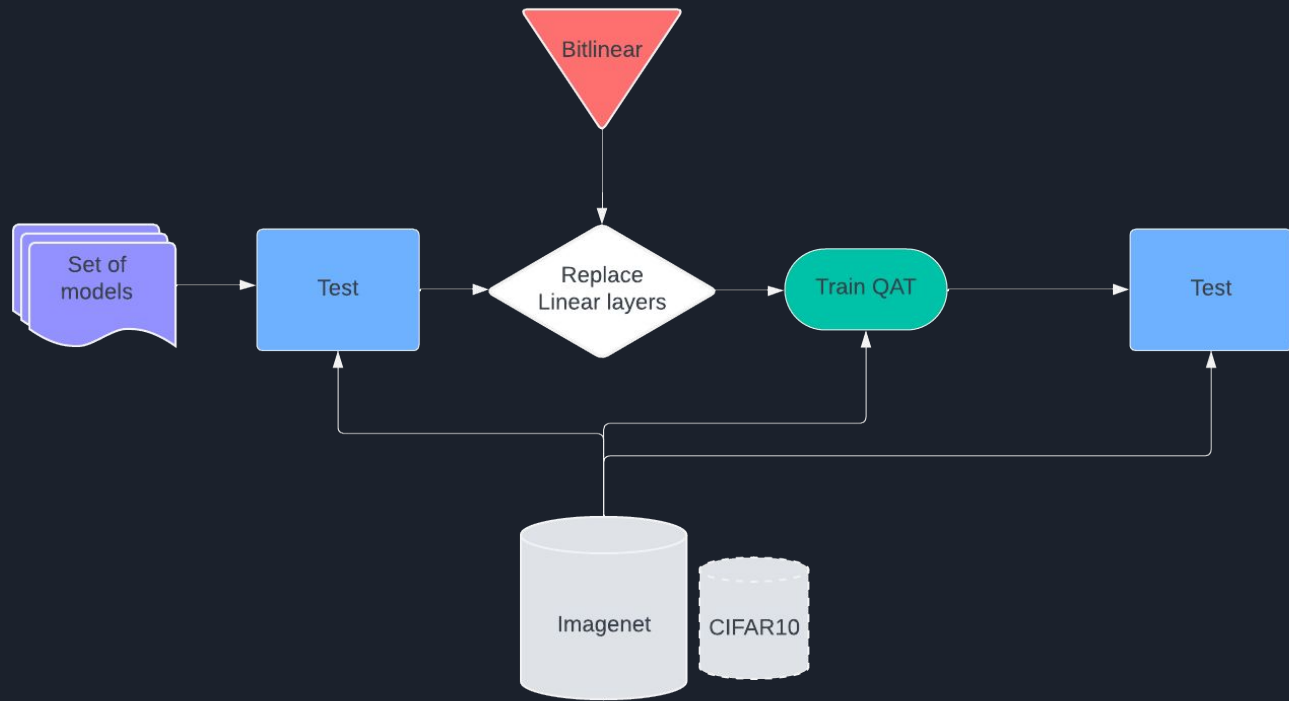 Bitlinear
Set of
models
Test
Replace
Linear layers
Train QAT
Test
Imagenet
CIFAR10